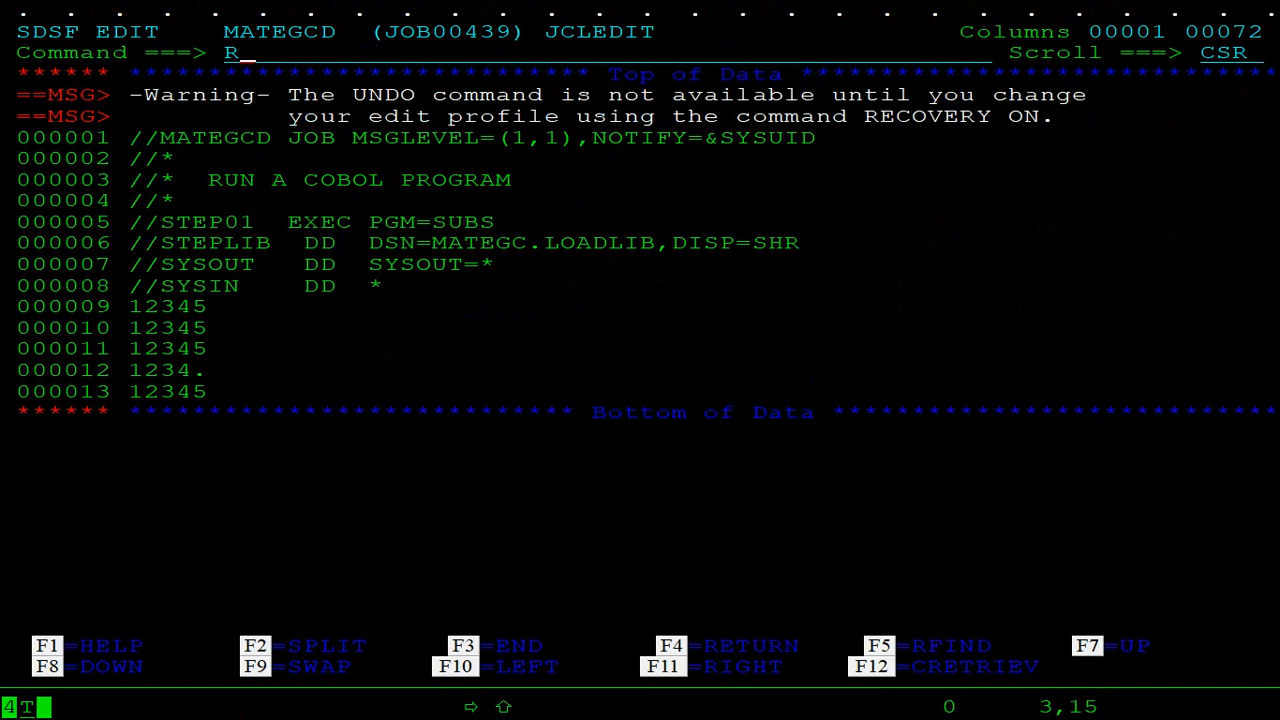 SDSF EDIT    MATEGCD  (JOB00439) JCLEDIT                   Columns 00001 00072
Command ===> R_                                               Scroll ===> CSR
****** ***************************** Top of Data ******************************
==MSG> -Warning- The UNDO command is not available until you change
==MSG>           your edit profile using the command RECOVERY ON.
000001 //MATEGCD JOB MSGLEVEL=(1,1),NOTIFY=&SYSUID
000002 //*
000003 //*  RUN A COBOL PROGRAM
000004 //*
000005 //STEP01  EXEC PGM=SUBS
000006 //STEPLIB  DD  DSN=MATEGC.LOADLIB,DISP=SHR
000007 //SYSOUT   DD  SYSOUT=*
000008 //SYSIN    DD  *
000009 12345
000010 12345
000011 12345
000012 1234.
000013 12345
****** **************************** Bottom of Data ****************************
F1=HELP      F2=SPLIT     F3=END       F4=RETURN    F5=RFIND     F7=UP
F8=DOWN      F9=SWAP      F10=LEFT     F11=RIGHT    F12=CRETRIEV
4T                           ⇨ ⇧                           0      3,15